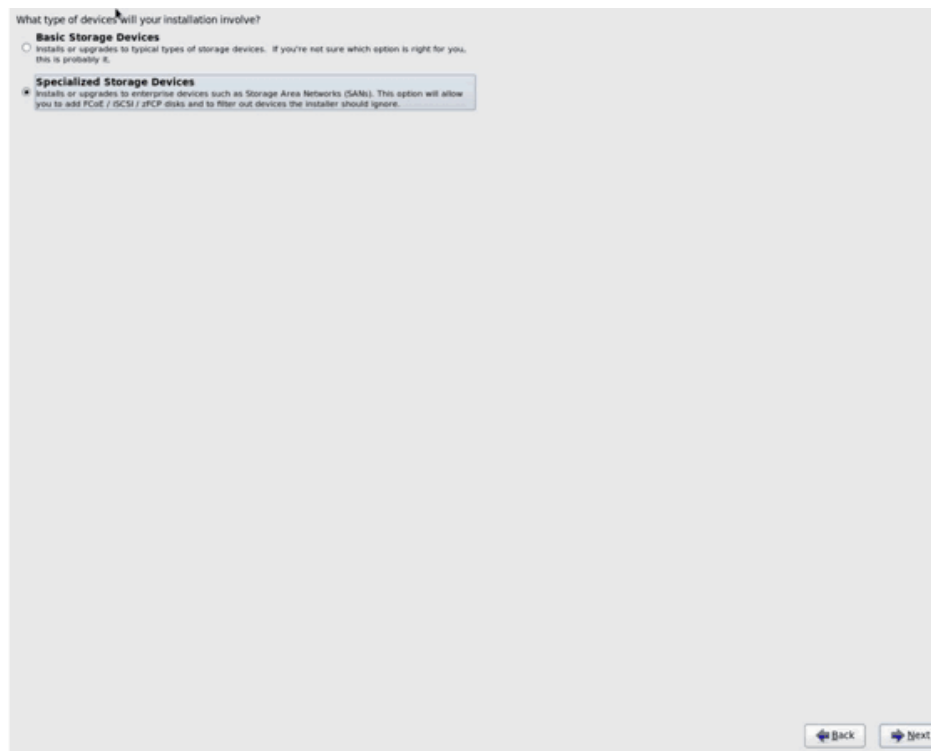 What type of devices will your installation involve?
Basic Storage Devices
Installs or upgrades to typical types of storage devices.  If you're not sure which option is right for you,
this is probably it.
Specialized Storage Devices
Installs or upgrades to enterprise devices such as Storage Area Networks (SANs). This option will allow
you to add FCoE / iSCSI / zFCP disks and to filter out devices the installer should ignore.
Back
Next